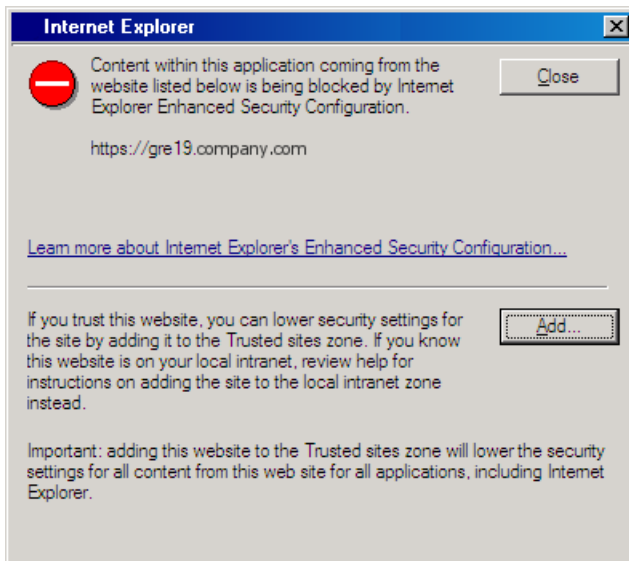 Internet Explorer
Content within this application coming from the
website listed below is being blocked by Internet
Explorer Enhanced Security Configuration.
Close
https://gre19.company.com
Learn more about Internet Explorer's Enhanced Security Configuration...
If you trust this website, you can lower security settings for
the site by adding it to the Trusted sites zone. If you know
this website is on your local intranet, review help for
instructions on adding the site to the local intranet zone
instead.
Add...
Important: adding this website to the Trusted sites zone will lower the security
settings for all content from this web site for all applications, including Internet
Explorer.